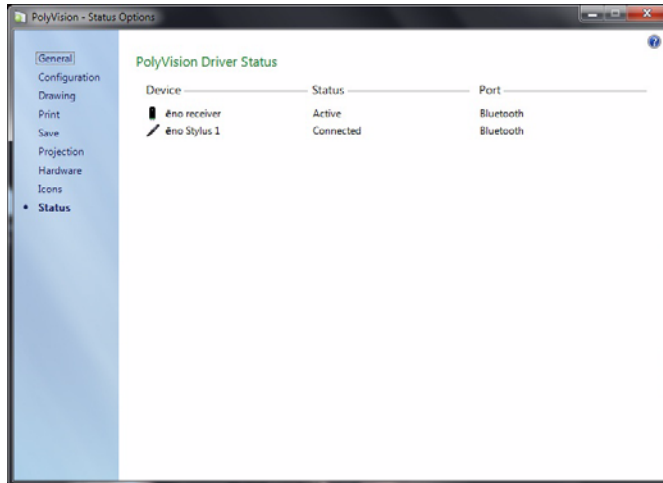 PolyVision - Status Options
General
Configuration
Drawing
Print
Save
Projection
Hardware
Icons
Status
PolyVision Driver Status
Device Status Port
ēno receiver Active Bluetooth
ēno Stylus 1 Connected Bluetooth